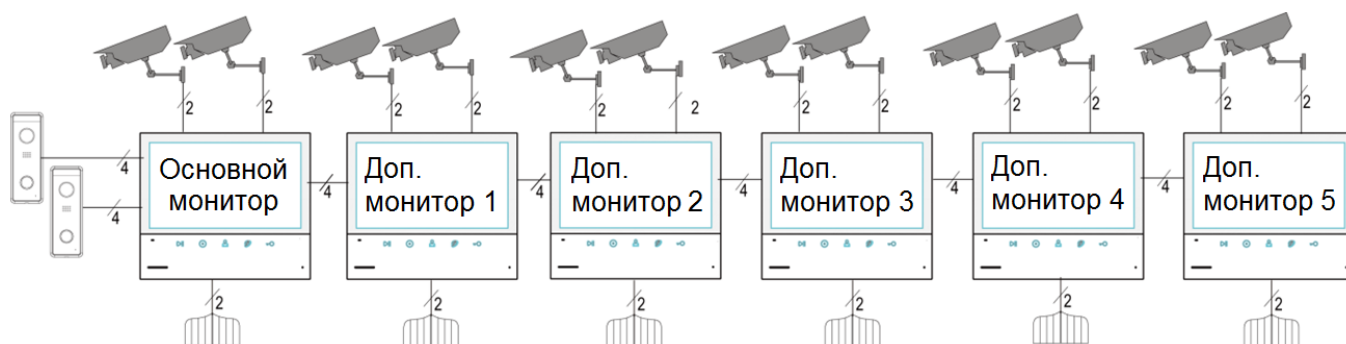 2 2 2 2 2 2 2 2 2 2 2 2
4
Основной
монитор
4
Доп.
монитор 1
4
Доп.
монитор 2
4
Доп.
монитор 3
4
Доп.
монитор 4
4
Доп.
монитор 5
4
2 2 2 2 2 2